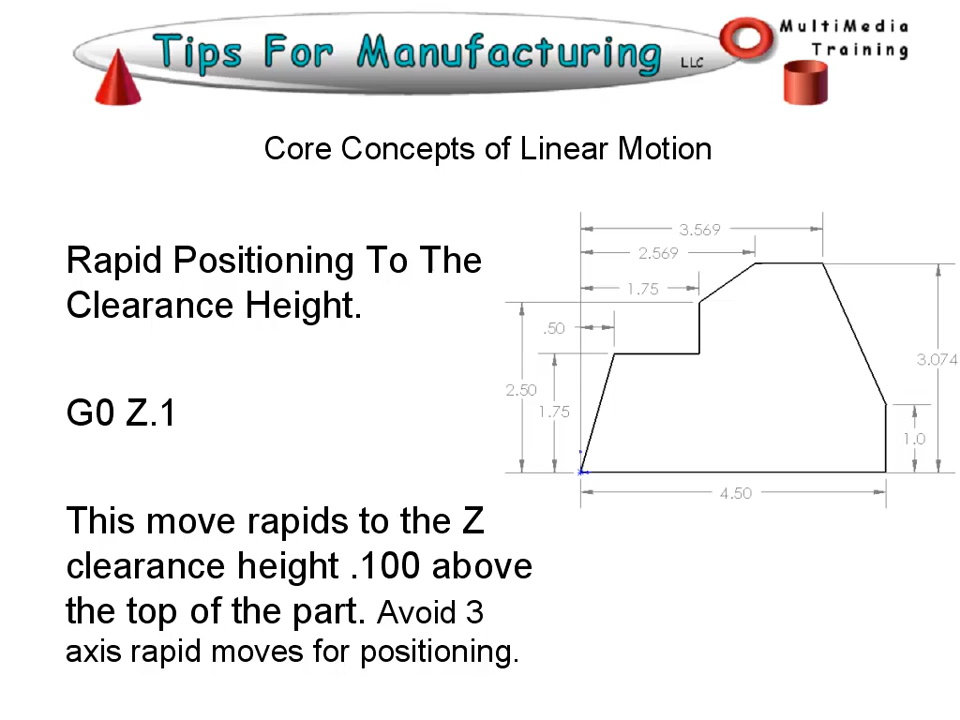 Tips For Manufacturing LLC
MultiMedia
Training
Core Concepts of Linear Motion
Rapid Positioning To The
Clearance Height.
G0 Z.1
This move rapids to the Z
clearance height .100 above
the top of the part. Avoid 3
axis rapid moves for positioning.
3.569
2.569
1.75
.50
2.50
1.75
3.074
1.0
4.50